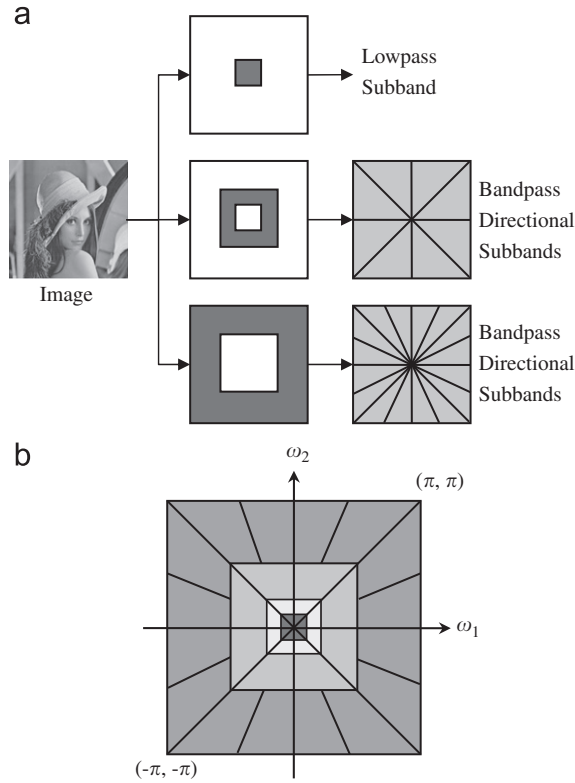 a
Lowpass
Subband
Image
Bandpass
Directional
Subbands
Bandpass
Directional
Subbands
b
ω₂
(π, π)
ω₁
(-π, -π)